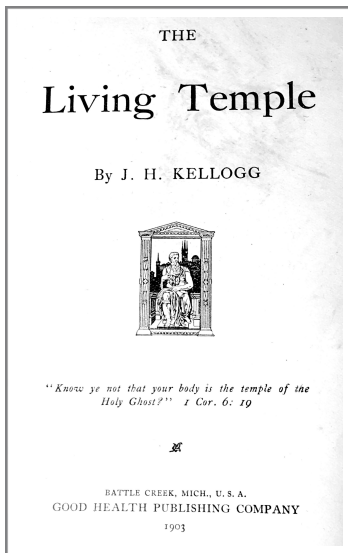 THE
Living Temple
By J. H. KELLOGG
"Know ye not that your body is the temple of the
Holy Ghost?" 1 Cor. 6: 19
BATTLE CREEK, MICH., U. S. A.
GOOD HEALTH PUBLISHING COMPANY
1903